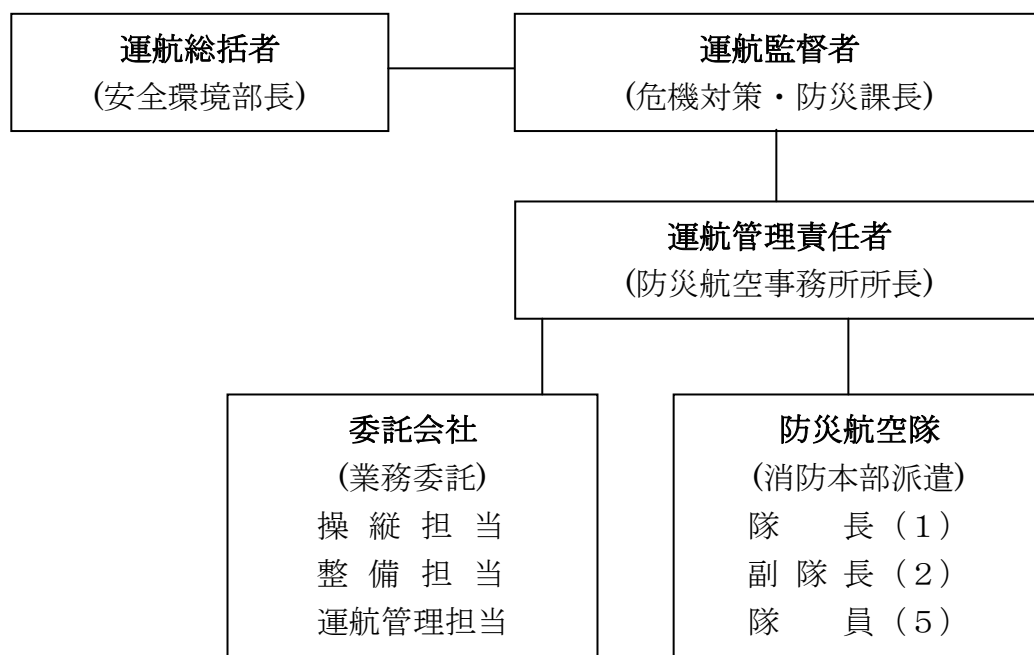 運航総括者
(安全環境部長)
運航監督者
(危機対策・防災課長)
運航管理責任者
(防災航空事務所所長)
委託会社
(業務委託)
操 縦 担 当
整 備 担 当
運航管理担当
防災航空隊
(消防本部派遣)
隊　　長（１）
副 隊 長（２）
隊　　員（５）